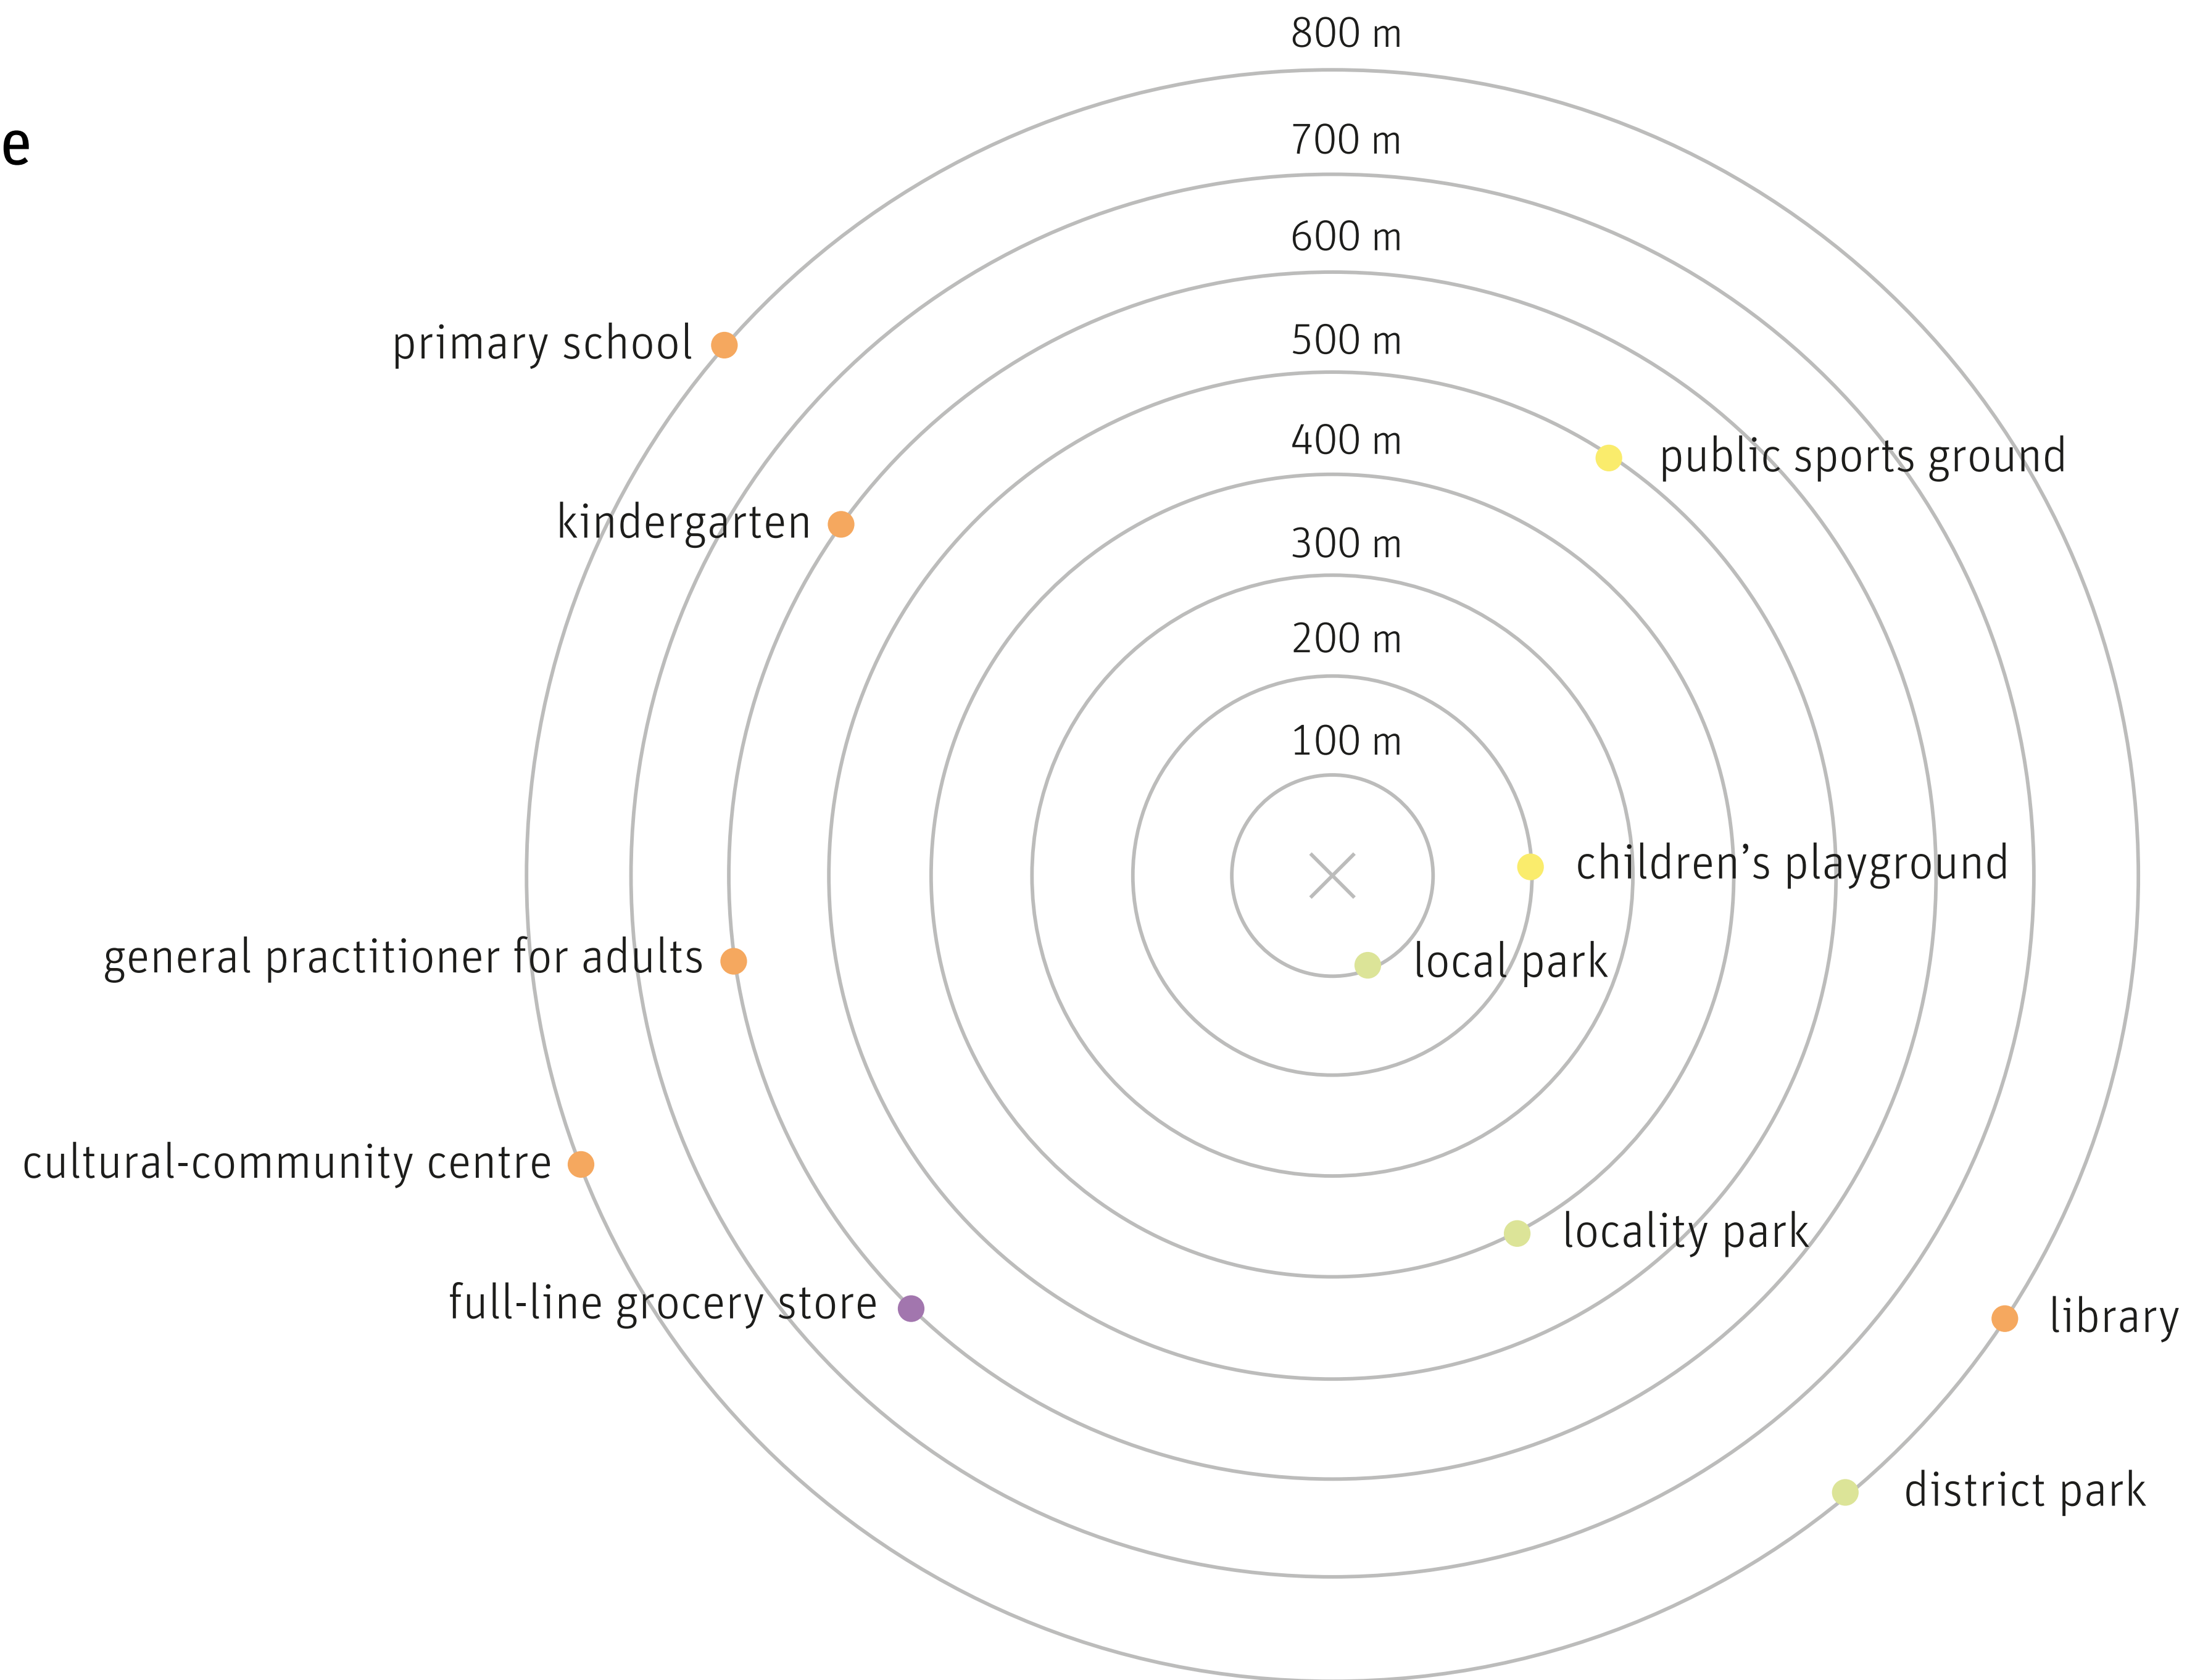 800 m
e
700 m
600 m
primary school
500 m
400 m
public sports ground
kindergarten
300 m
200 m
100 m
children’s playground
general practitioner for adults
local park
cultural-community centre
locality park
full-line grocery store
library
district park